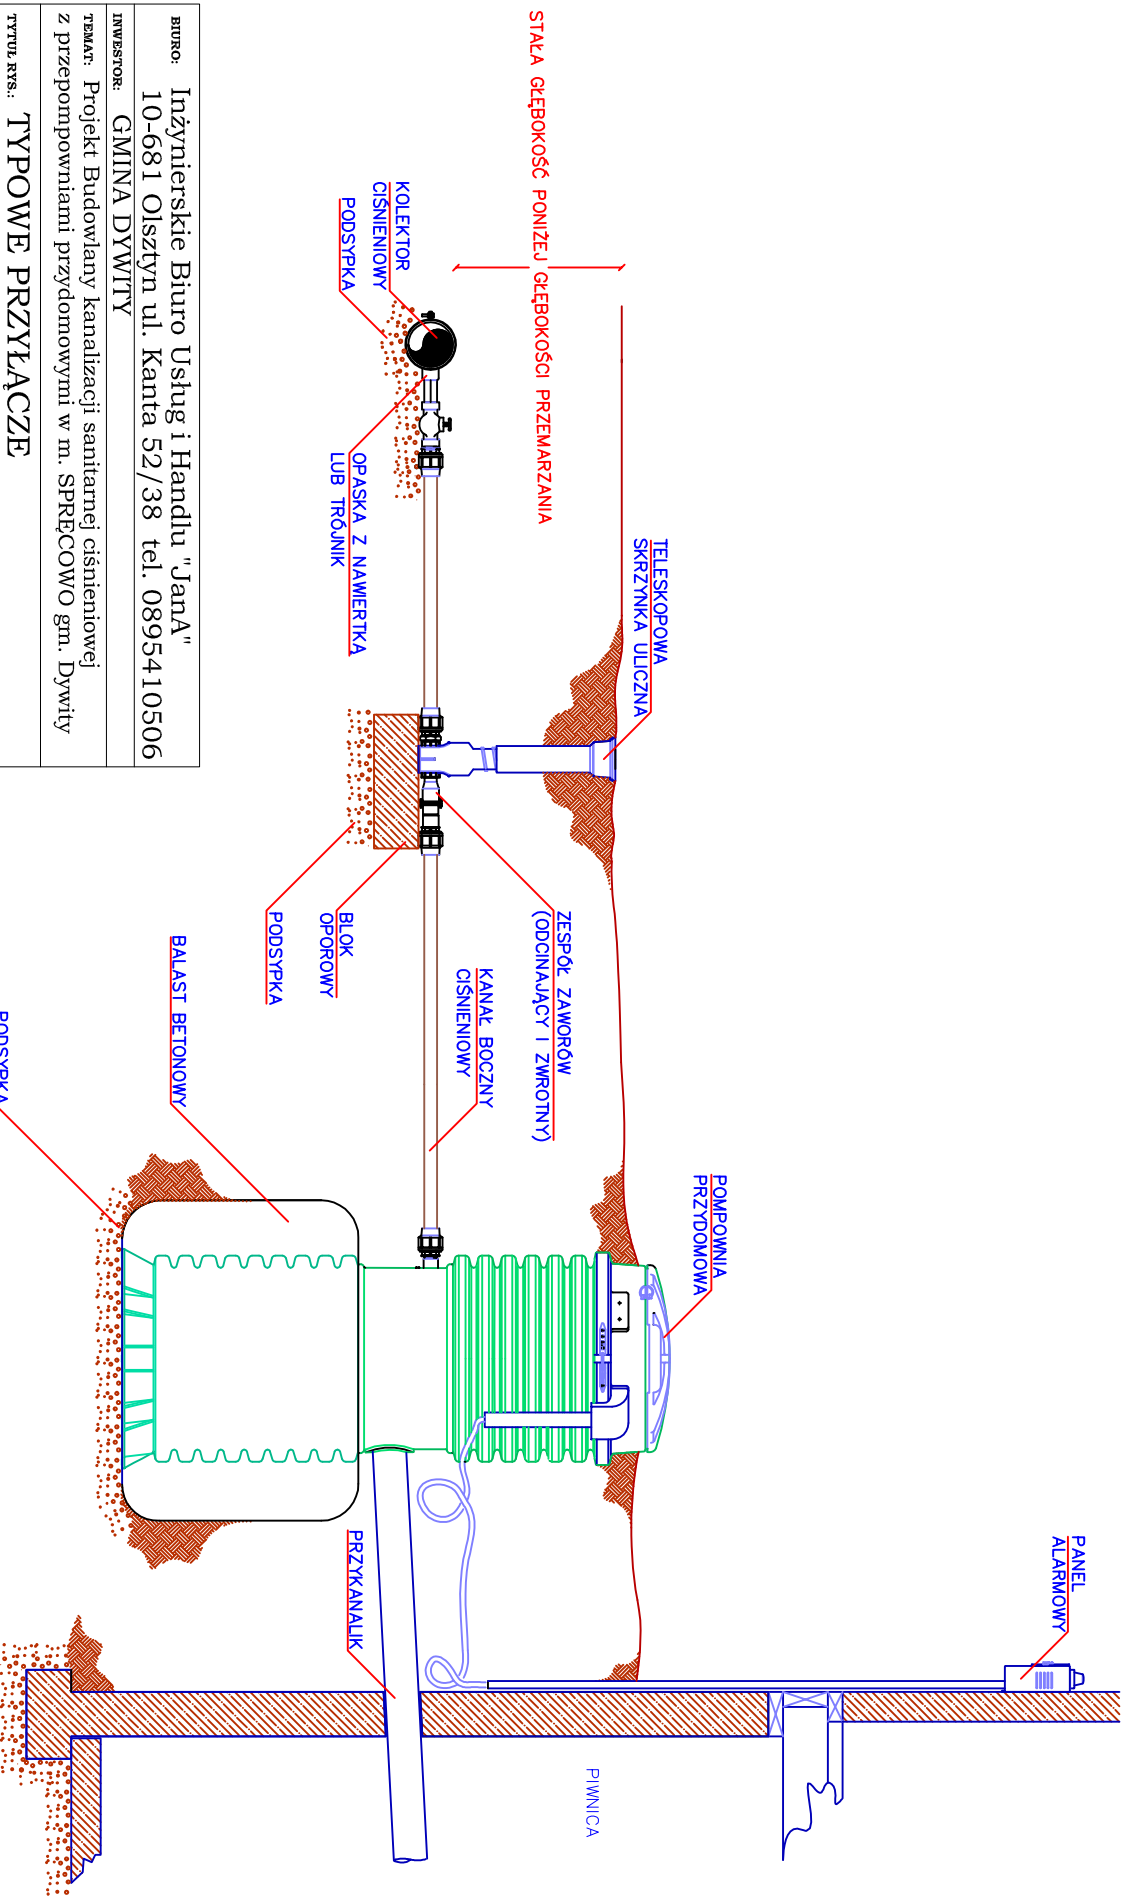 PANEL
ALARMOWY
POMPOWNIA
PRZYDOMOWA
TELESKOPOWA
SKRZYNKA ULICZNA
PIWNICA
STAŁA GŁĘBOKOŚĆ PONIŻEJ GŁĘBOKOŚCI PRZEMARZANIA
ZESPÓŁ ZAWORÓW
(ODCINAJĄCY I ZWROTNY)
KANAŁ BOCZNY
CIŚNIENIOWY
KOLEKTOR
CIŚNIENIOWY
PODSYPKA
OPASKA Z NAWIERTKĄ
LUB TRÓJNIK
BLOK
OPOROWY
PODSYPKA
PRZYKANALIK
BALAST BETONOWY
PODSYPKA
BIURO: Inżynierskie Biuro Usług i Handlu "JanA"
10-681 Olsztyn ul. Kanta 52/38 tel. 0895410506
INWESTOR: GMINA DYWITY
TEMAT: Projekt Budowlany kanalizacji sanitarnej ciśnieniowej
z przepompowniami przydomowymi w m. SPRĘCOWO gm. Dywity
TYTUŁ RYS.: TYPOWE PRZYŁĄCZE